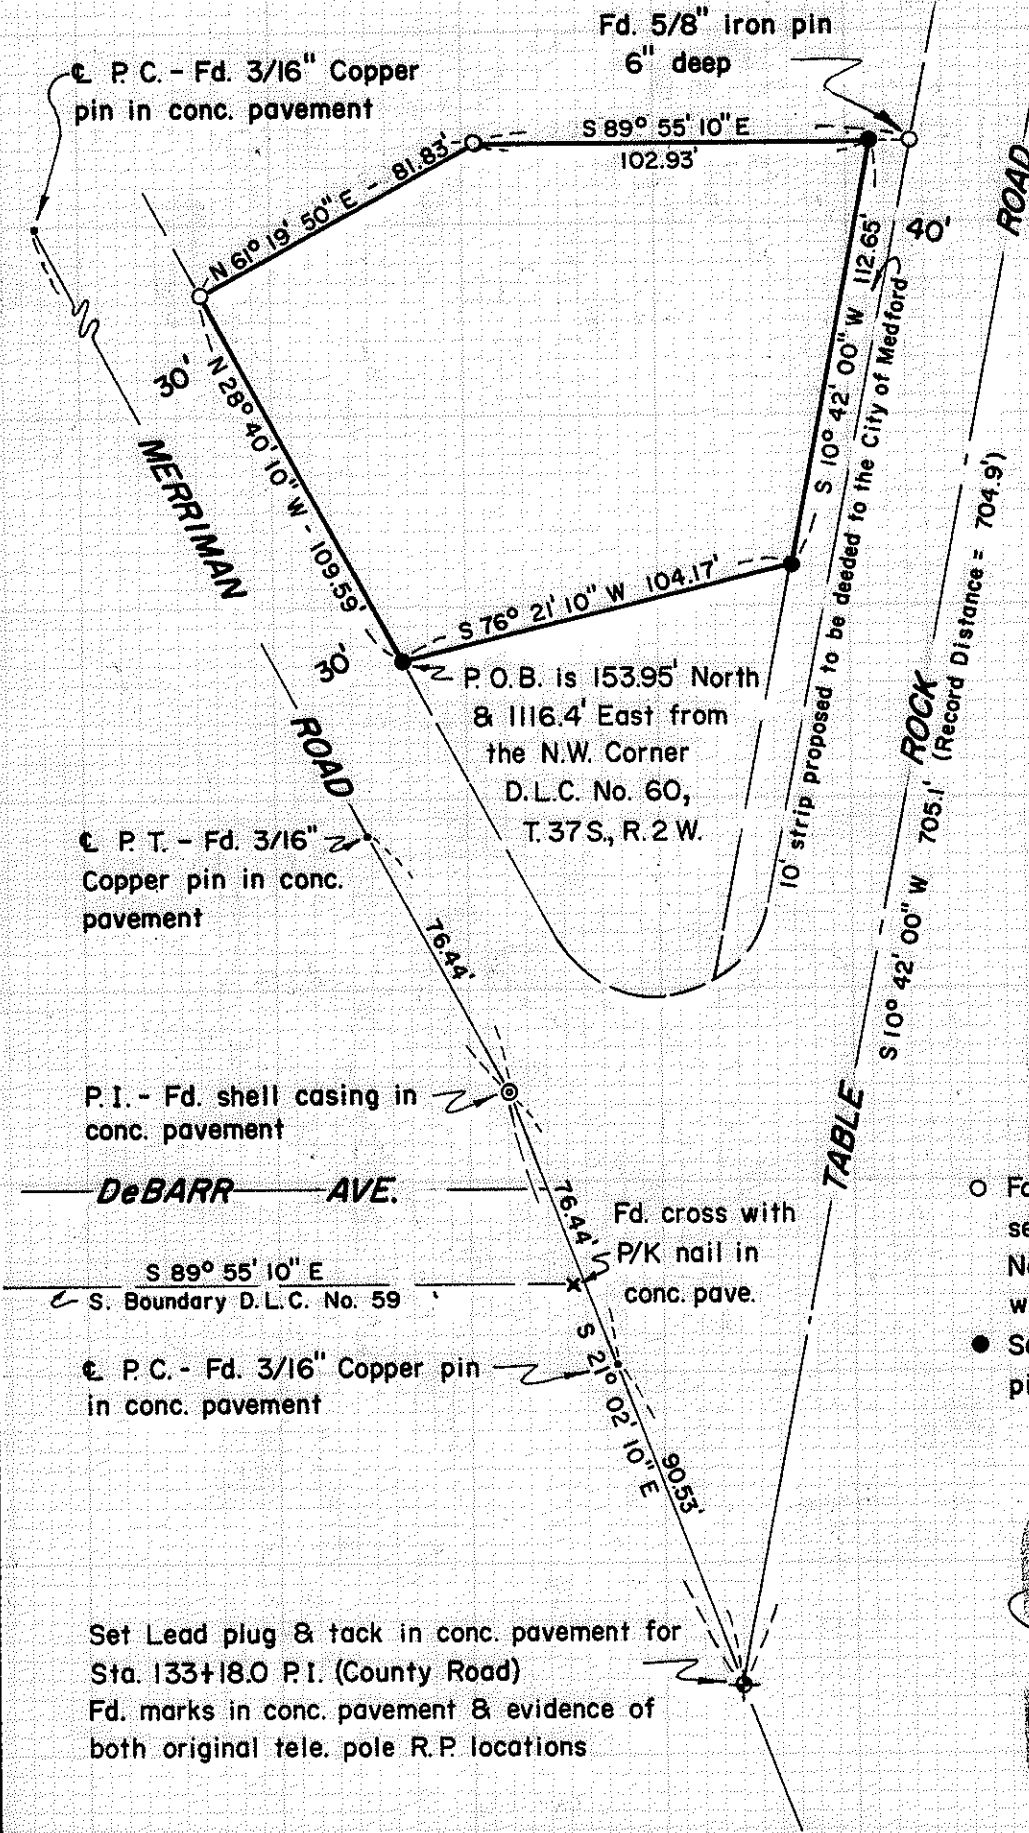 Fd. 5/8" iron pin
6" deep
℄ P. C. - Fd. 3/16" Copper
pin in conc. pavement
S 89° 55' 10" E
102.93'
N 61° 19' 50" E - 81.83'
ROAD
40'
S 10° 42' 00" W 112.65'
30'
N 28° 40' 10" W - 109.59'
MERRIMAN
ROAD
30'
S 76° 21' 10" W 104.17'
P. O. B. is 153.95' North
& 1116.4' East from
the N.W. Corner
D.L.C. No. 60,
T. 37 S., R. 2 W.
10' strip proposed to be deeded to the City of Medford
ROCK
(Record Distance = 704.9')
S 10° 42' 00" W 705.1'
TABLE
℄ P. T. - Fd. 3/16"
Copper pin in conc.
pavement
76.44'
P. I. - Fd. shell casing in
conc. pavement
DeBARR AVE.
76.44'
Fd. cross with
P/K nail in
conc. pave.
S 89° 55' 10" E
S. Boundary D.L.C. No. 59
℄ P. C. - Fd. 3/16" Copper pin
in conc. pavement
S 21° 02' 10" E
90.53'
Set Lead plug & tack in conc. pavement for
Sta. 133+18.0 P.I. (County Road)
Fd. marks in conc. pavement & evidence of
both original tele. pole R.P. locations